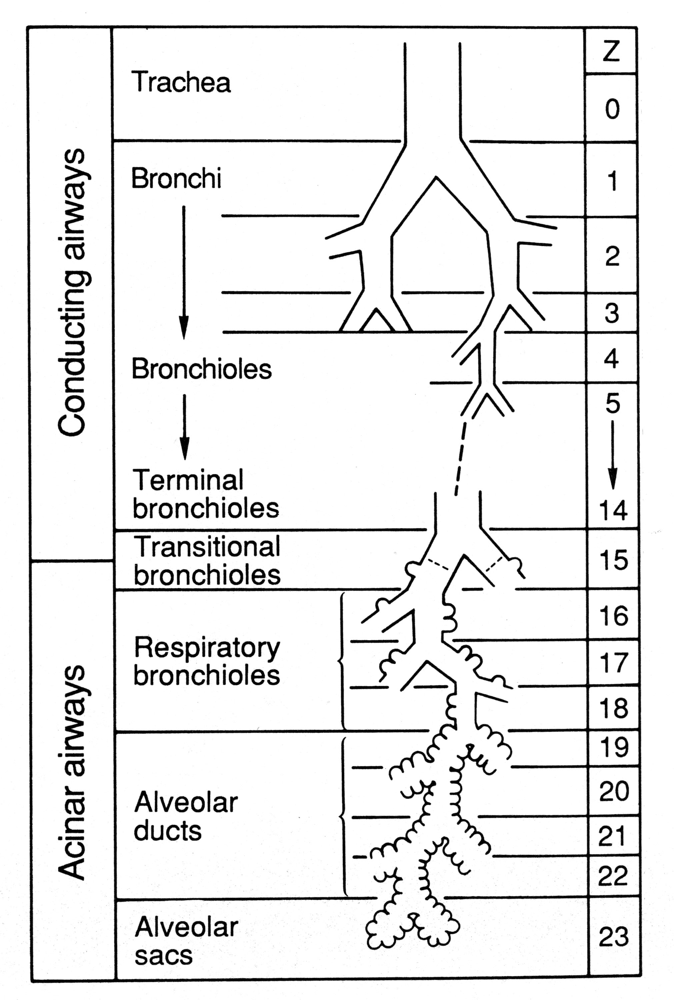 Conducting airways
Acinar airways
Trachea
Bronchi
Bronchioles
Terminal
bronchioles
Transitional
bronchioles
Respiratory
bronchioles
Alveolar
ducts
Alveolar
sacs
Z
0
1
2
3
4
5
14
15
16
17
18
19
20
21
22
23